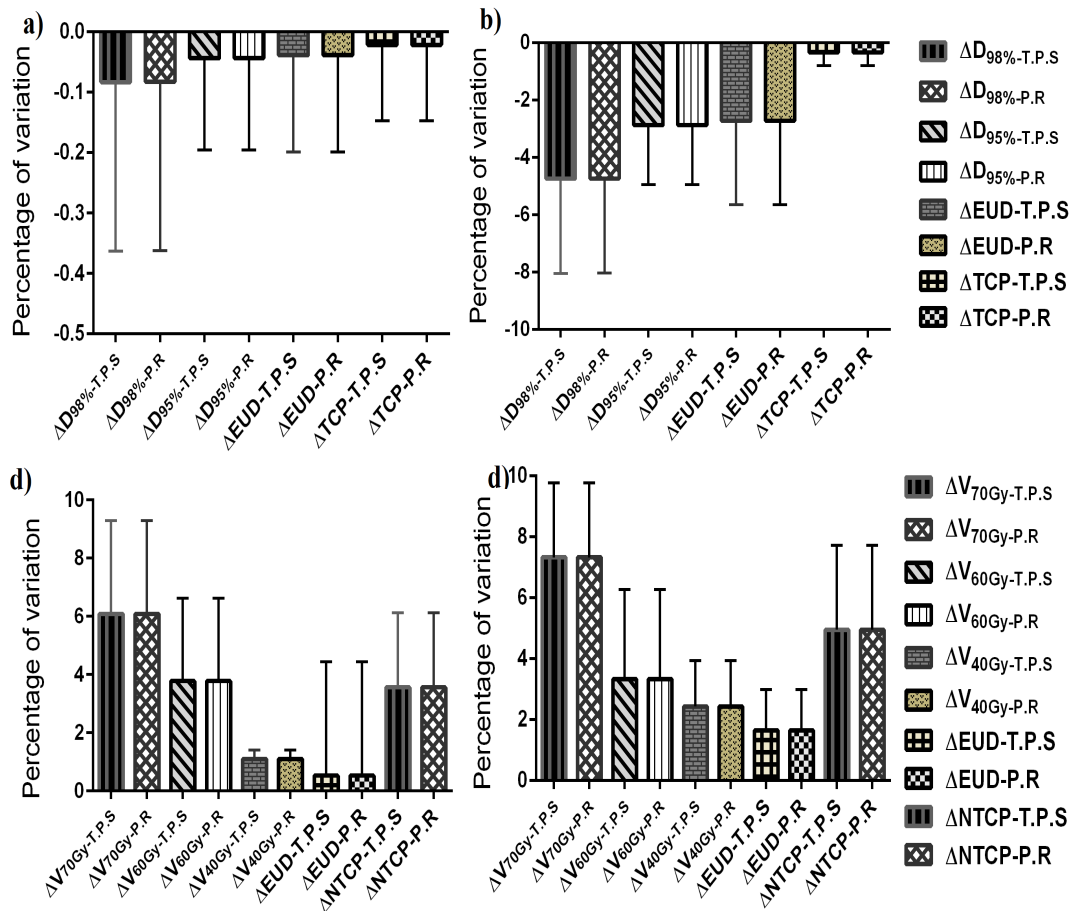 a)
Percentage of variation
0.0
-0.1
-0.2
-0.3
-0.4
-0.5
ΔD98%-T.P.S
ΔD98%-P.R
ΔD95%-T.P.S
ΔD95%-P.R
ΔEUD-T.P.S
ΔEUD-P.R
ΔTCP-T.P.S
ΔTCP-P.R
b)
Percentage of variation
0
-2
-4
-6
-8
-10
ΔD98%-T.P.S
ΔD98%-P.R
ΔD95%-T.P.S
ΔD95%-P.R
ΔEUD-T.P.S
ΔEUD-P.R
ΔTCP-T.P.S
ΔTCP-P.R
ΔD98%-T.P.S
ΔD98%-P.R
ΔD95%-T.P.S
ΔD95%-P.R
ΔEUD-T.P.S
ΔEUD-P.R
ΔTCP-T.P.S
ΔTCP-P.R
d)
Percentage of variation
10
8
6
4
2
0
ΔV70Gy-T.P.S
ΔV70Gy-P.R
ΔV60Gy-T.P.S
ΔV60Gy-P.R
ΔV40Gy-T.P.S
ΔV40Gy-P.R
ΔEUD-T.P.S
ΔEUD-P.R
ΔNTCP-T.P.S
ΔNTCP-P.R
d)
Percentage of variation
10
8
6
4
2
0
ΔV70Gy-T.P.S
ΔV70Gy-P.R
ΔV60Gy-T.P.S
ΔV60Gy-P.R
ΔV40Gy-T.P.S
ΔV40Gy-P.R
ΔEUD-T.P.S
ΔEUD-P.R
ΔNTCP-T.P.S
ΔNTCP-P.R
ΔV70Gy-T.P.S
ΔV70Gy-P.R
ΔV60Gy-T.P.S
ΔV60Gy-P.R
ΔV40Gy-T.P.S
ΔV40Gy-P.R
ΔEUD-T.P.S
ΔEUD-P.R
ΔNTCP-T.P.S
ΔNTCP-P.R